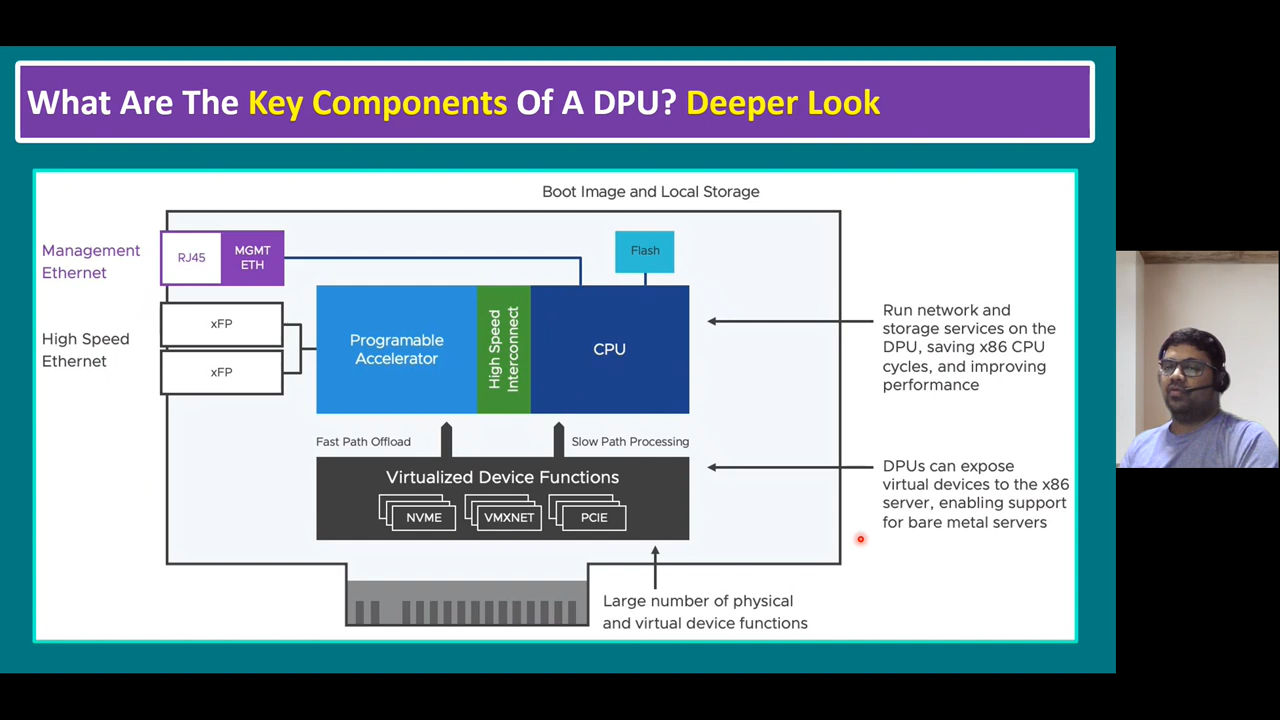 What Are The Key Components Of A DPU? Deeper Look
Boot Image and Local Storage
Management
Ethernet
RJ45
MGMT
ETH
Flash
High Speed
Ethernet
xFP
xFP
Programable
Accelerator
High Speed
Interconnect
CPU
Run network and
storage services on the
DPU, saving x86 CPU
cycles, and improving
performance
Fast Path Offload
Slow Path Processing
Virtualized Device Functions
NVME
VMXNET
PCIE
DPUs can expose
virtual devices to the x86
server, enabling support
for bare metal servers
Large number of physical
and virtual device functions